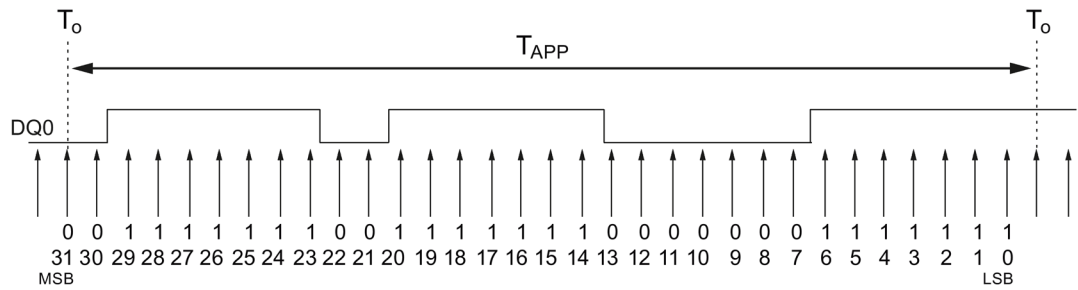 To To
TAPP
DQ0
0 0 1 1 1 1 1 1 1 0 0 1 1 1 1 1 1 1 0 0 0 0 0 0 0 1 1 1 1 1 1 1
31 30 29 28 27 26 25 24 23 22 21 20 19 18 17 16 15 14 13 12 11 10 9 8 7 6 5 4 3 2 1 0
MSB LSB